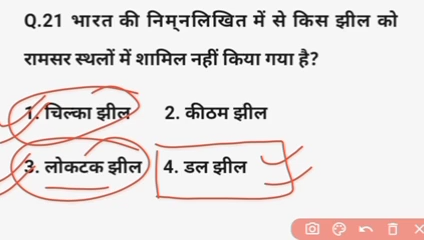 Q.21 भारत की निम्नलिखित में से किस झील को
रामसर स्थलों में शामिल नहीं किया गया है?
1. चिल्का झील 2. कीठम झील
3. लोकटक झील 4. डल झील